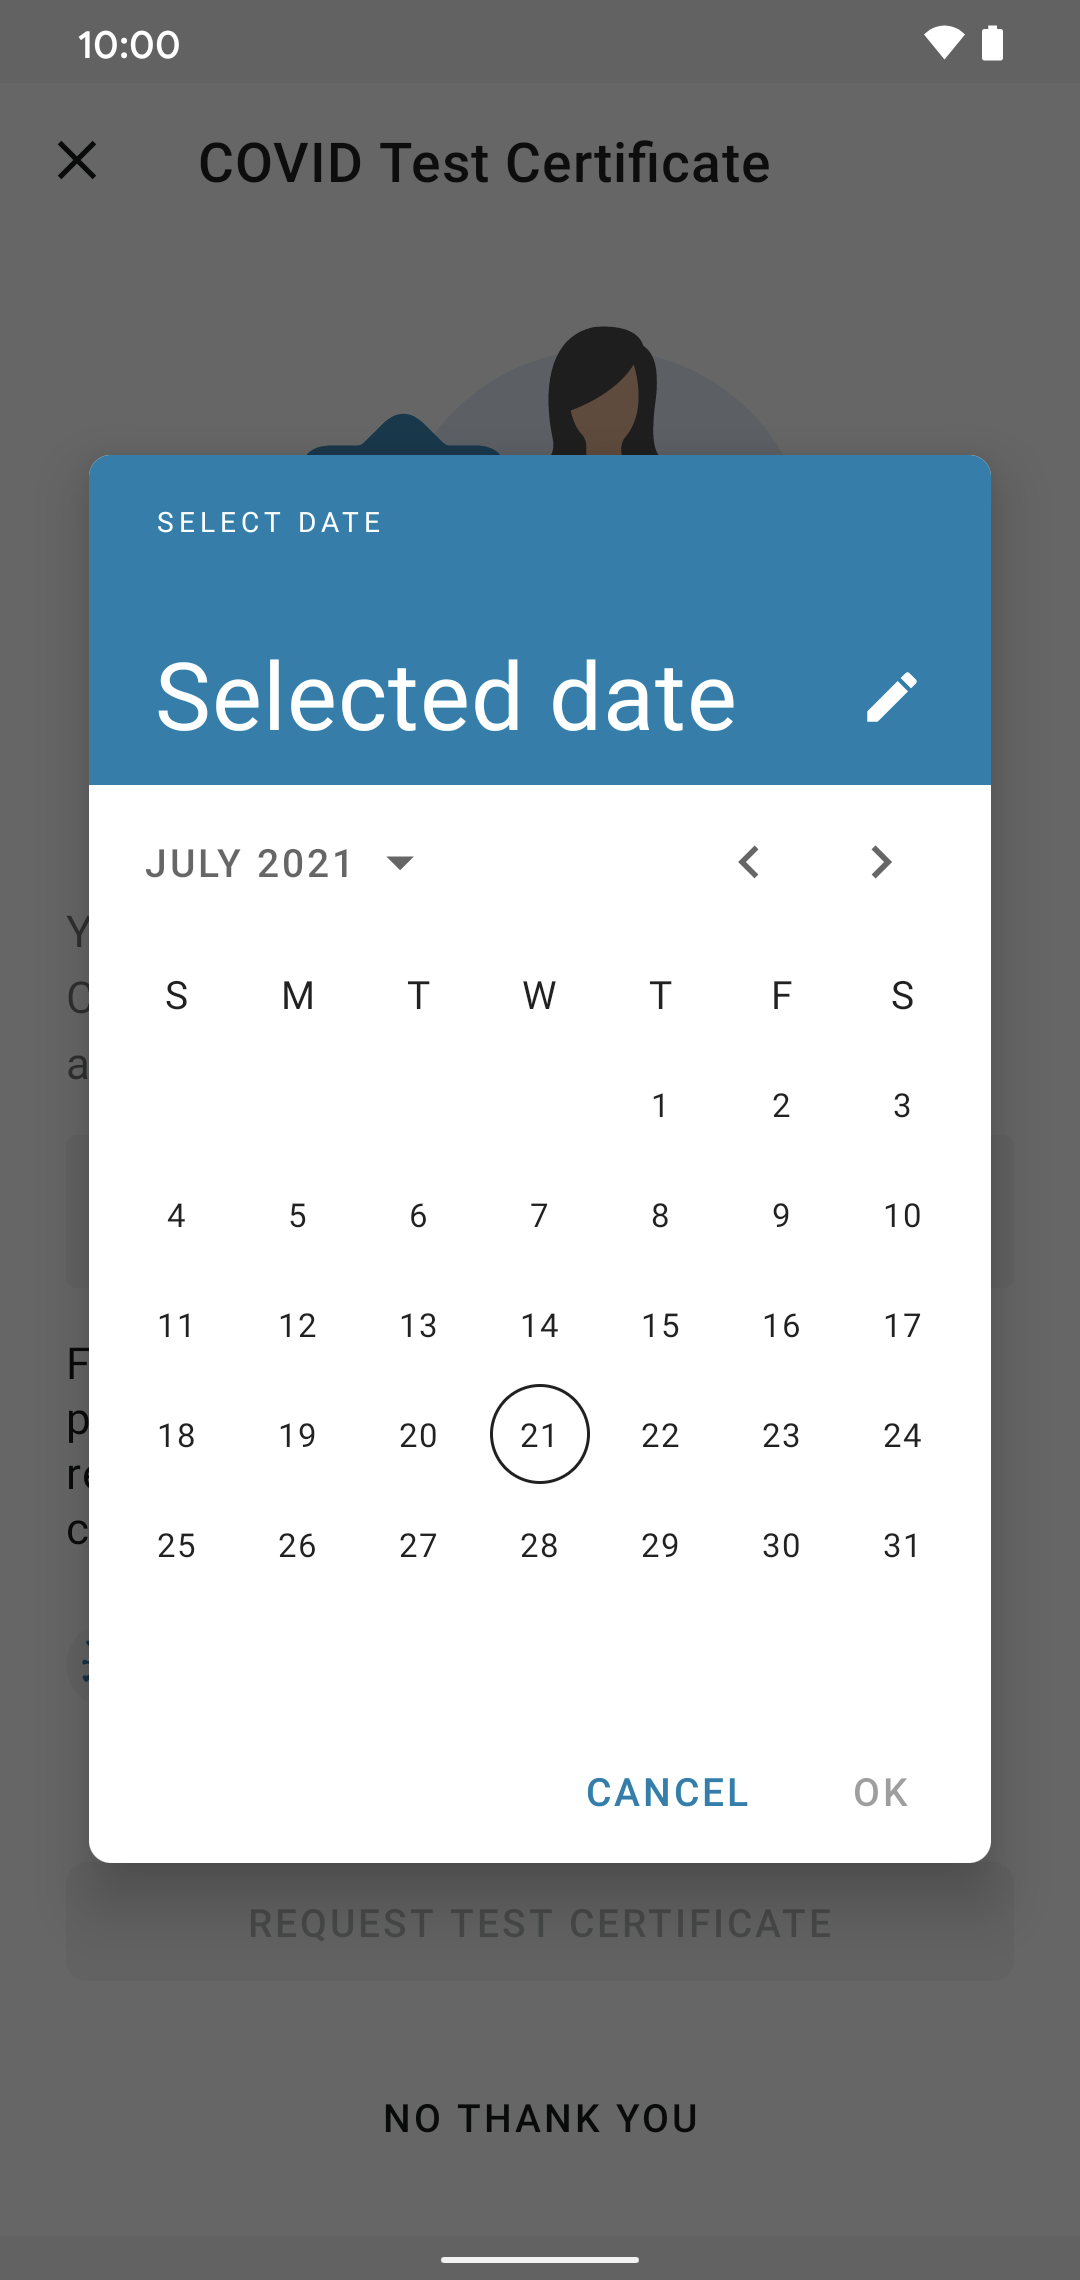 10:00
COVID Test Certificate
SELECT DATE
Selected date
JULY 2021
S M T W T F S
1 2 3
4 5 6 7 8 9 10
11 12 13 14 15 16 17
18 19 20 21 22 23 24
25 26 27 28 29 30 31
CANCEL OK
REQUEST TEST CERTIFICATE
NO THANK YOU